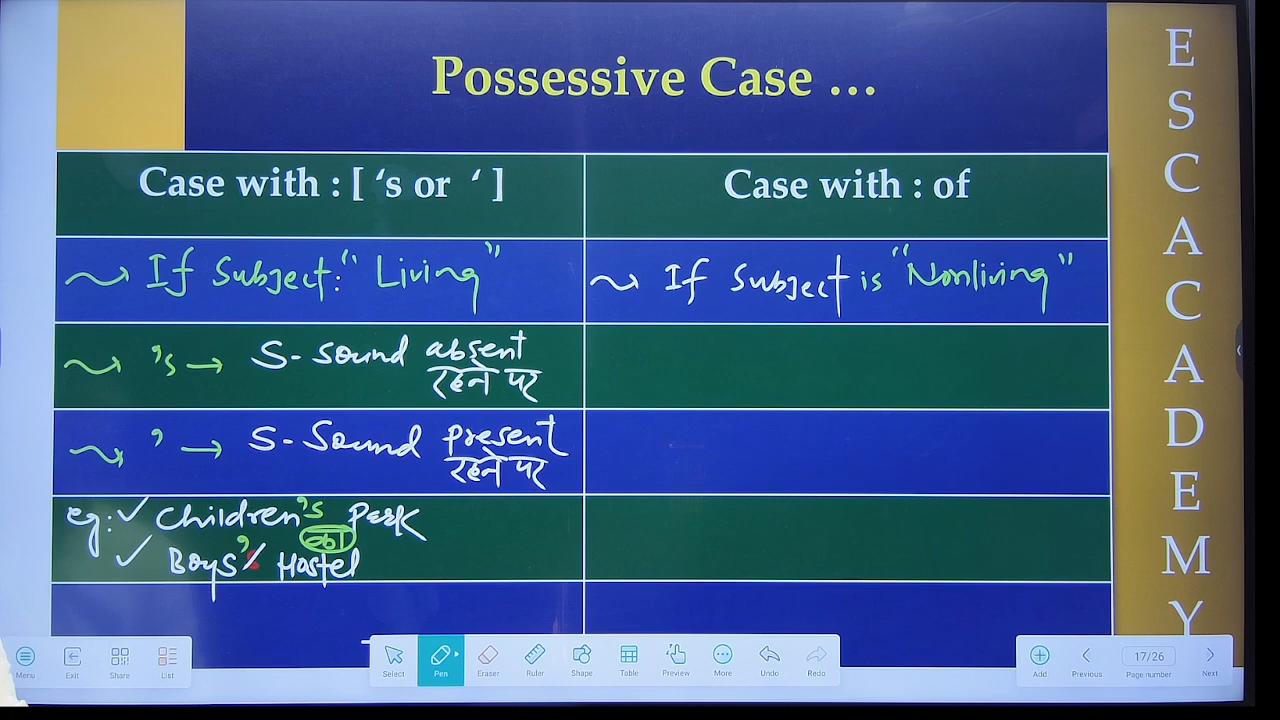 Possessive Case ...
Case with : [ ‘s or ‘ ]
Case with : of
If Subject: " Living "
If Subject is "Nonliving "
's → S- Sound absent
रहने पर
' → S- Sound present
रहने पर
eg: ✓ Children's Park
का
✓ Boys' Hostel
ESCADEMY
Menu
Exit
Share
List
Select
Pen
Eraser
Ruler
Shape
Table
Preview
More
Undo
Redo
Add
Previous
17/26
Page number
Next